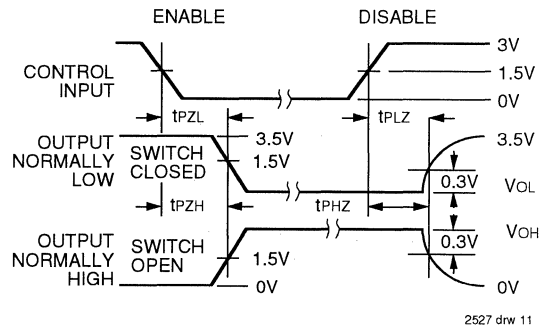 ENABLE
DISABLE
CONTROL
INPUT
3V
1.5V
0V
tPZL
tPLZ
OUTPUT
NORMALLY
LOW
SWITCH
CLOSED
3.5V
1.5V
3.5V
0.3V
VOL
tPZH
tPHZ
OUTPUT
NORMALLY
HIGH
SWITCH
OPEN
1.5V
0V
0.3V
VOH
0V
2527 drw 11